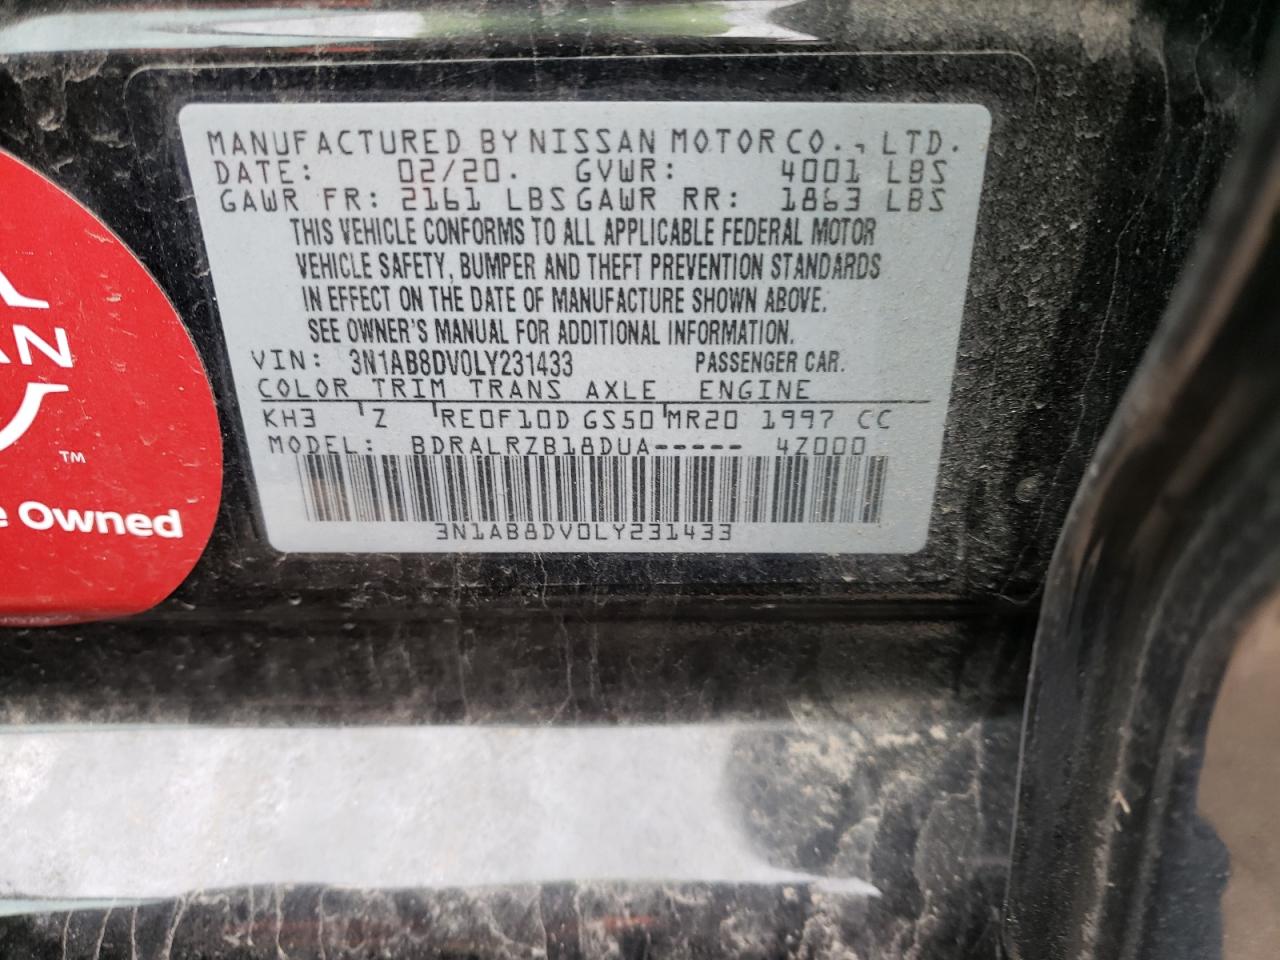 MANUFACTURED BY NISSAN MOTOR CO., LTD.
DATE: 02/20. GVWR: 4001 LBS
GAWR FR: 2161 LBS GAWR RR: 1863 LBS
THIS VEHICLE CONFORMS TO ALL APPLICABLE FEDERAL MOTOR
VEHICLE SAFETY, BUMPER AND THEFT PREVENTION STANDARDS
IN EFFECT ON THE DATE OF MANUFACTURE SHOWN ABOVE.
SEE OWNER'S MANUAL FOR ADDITIONAL INFORMATION.
VIN: 3N1AB8DV0LY231433 PASSENGER CAR.
COLOR TRIM TRANS AXLE ENGINE
KH3 Z RE0F10D GS50 MR20 1997 CC
MODEL: BDRALRZB18DUA----- 4Z000
3N1AB8DV0LY231433
AN
TM
Owned